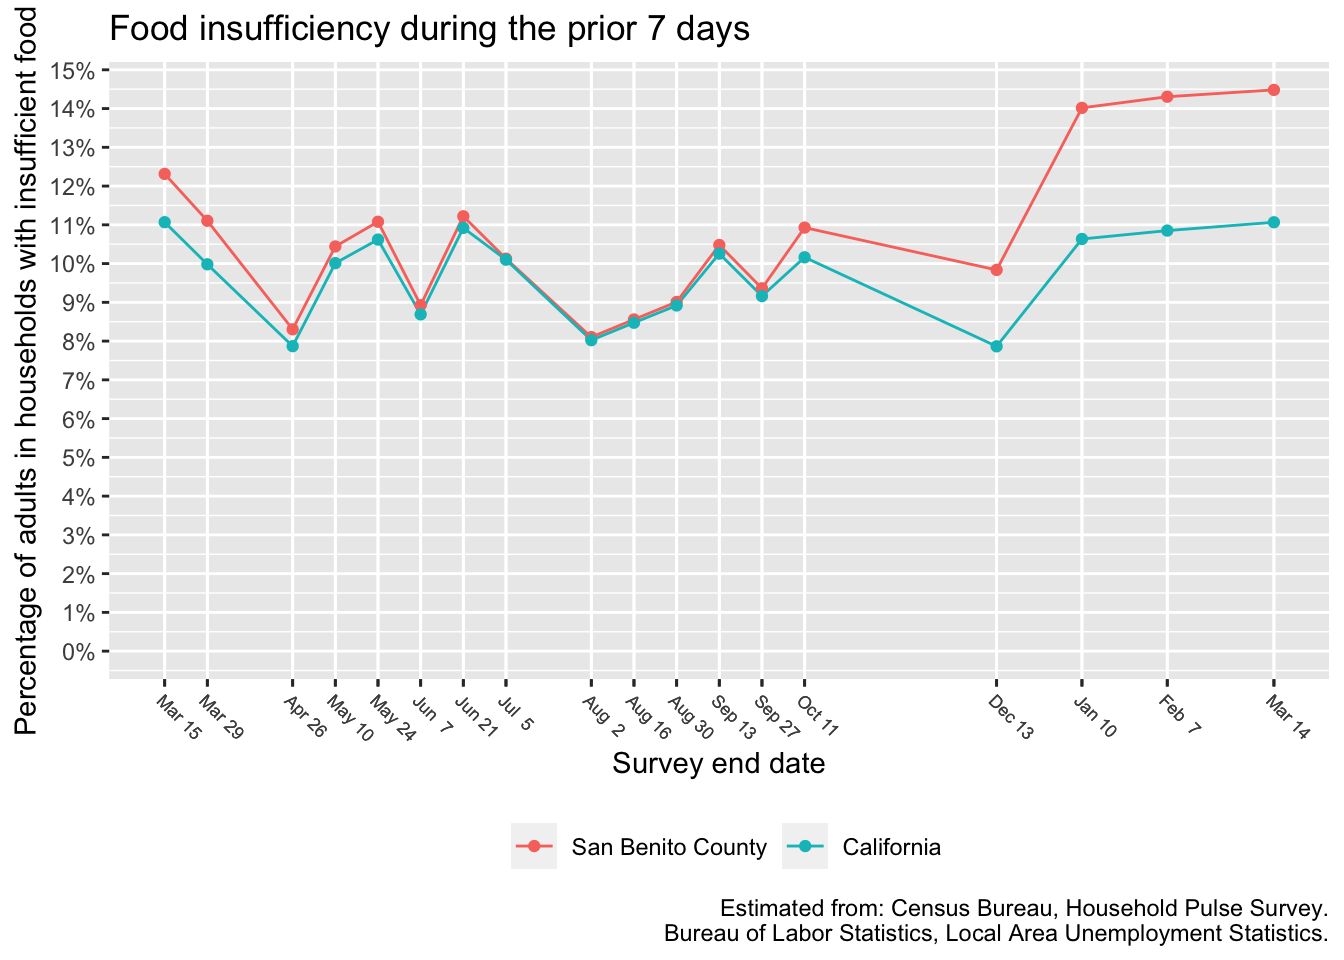 Food insufficiency during the prior 7 days
Percentage of adults in households with insufficient food
15%
14%
13%
12%
11%
10%
9%
8%
7%
6%
5%
4%
3%
2%
1%
0%
Mar 15
Mar 29
Apr 26
May 10
May 24
Jun 7
Jun 21
Jul 5
Aug 2
Aug 16
Aug 30
Sep 13
Sep 27
Oct 11
Dec 13
Jan 10
Feb 7
Mar 14
Survey end date
San Benito County
California
Estimated from: Census Bureau, Household Pulse Survey.
Bureau of Labor Statistics, Local Area Unemployment Statistics.